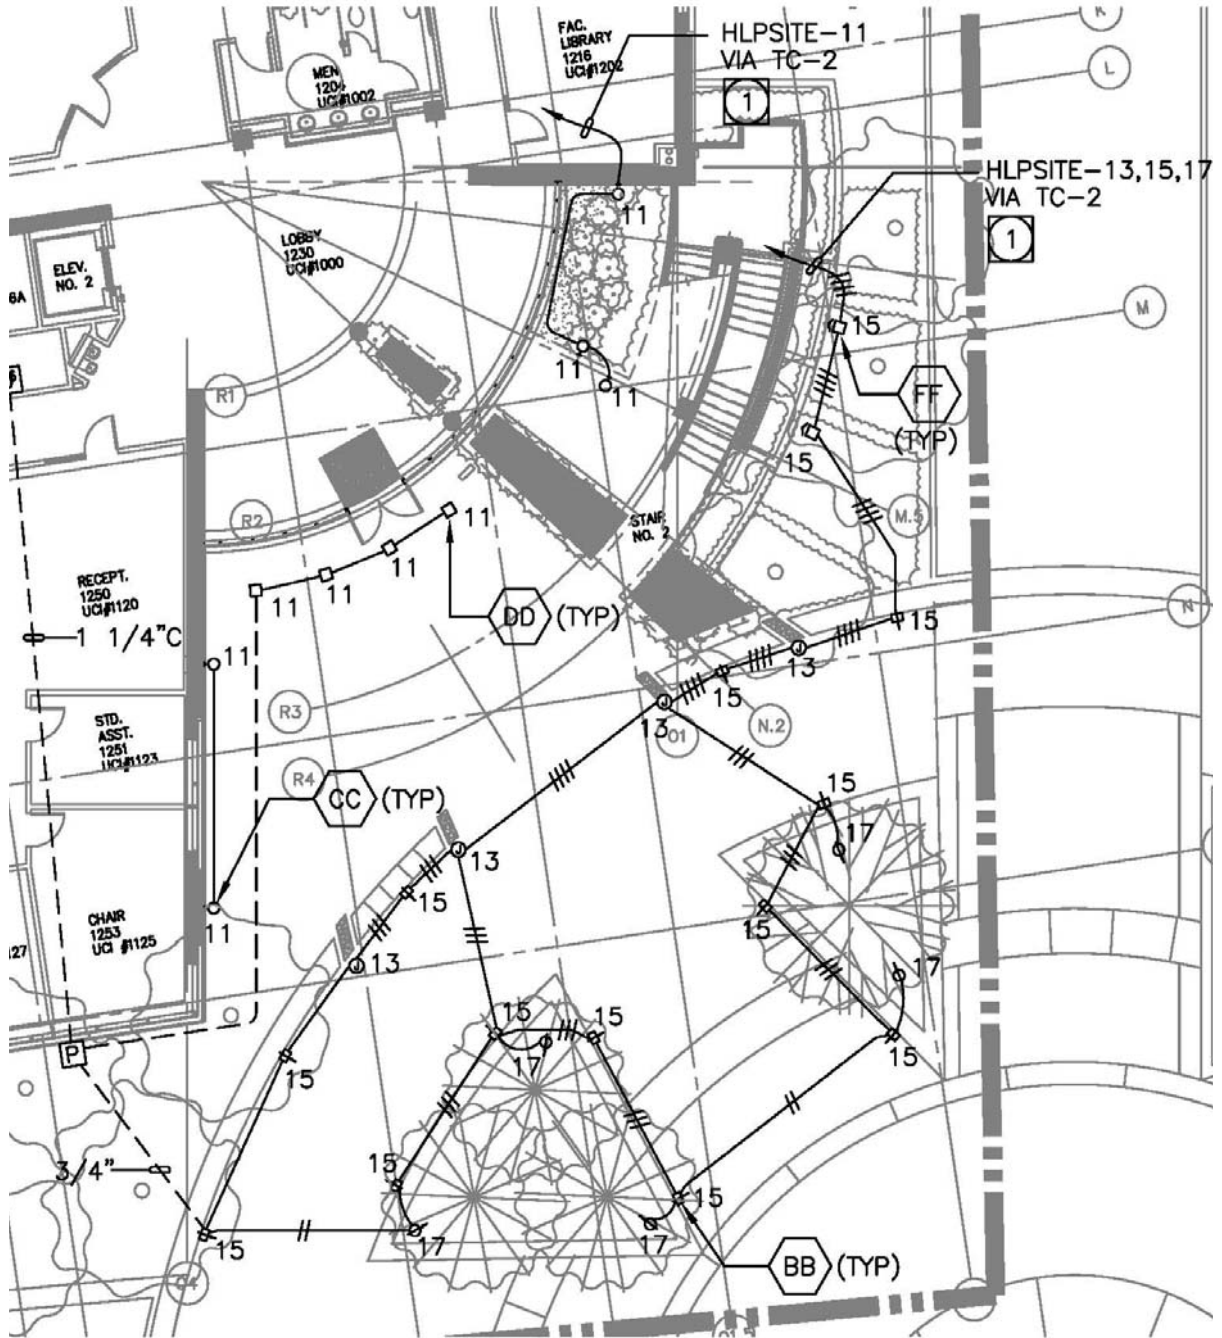 FAC.
LIBRARY
1216
UCI#1202
HLPSITE-11
VIA TC-2
1
K
L
MEN
1204
UCI#1002
HLPSITE-13,15,17
VIA TC-2
1
11
LOBBY
1230
UCI#1000
ELEV.
NO. 2
6A
M
15
11
11
R1
FF
(TYP)
15
R2
11
STAIR
NO. 2
M.5
11
RECEPT.
1250
UCI#1120
11
11
DD
(TYP)
N
15
1 1/4"C
11
13
15
R3
13
O1
N.2
STD.
ASST.
1251
UCI#1123
R4
CC
(TYP)
15
17
13
15
CHAIR
1253
UCI #1125
11
15
127
13
17
15
15
15
P
17
15
3/4"
15
15
17
17
15
BB
(TYP)